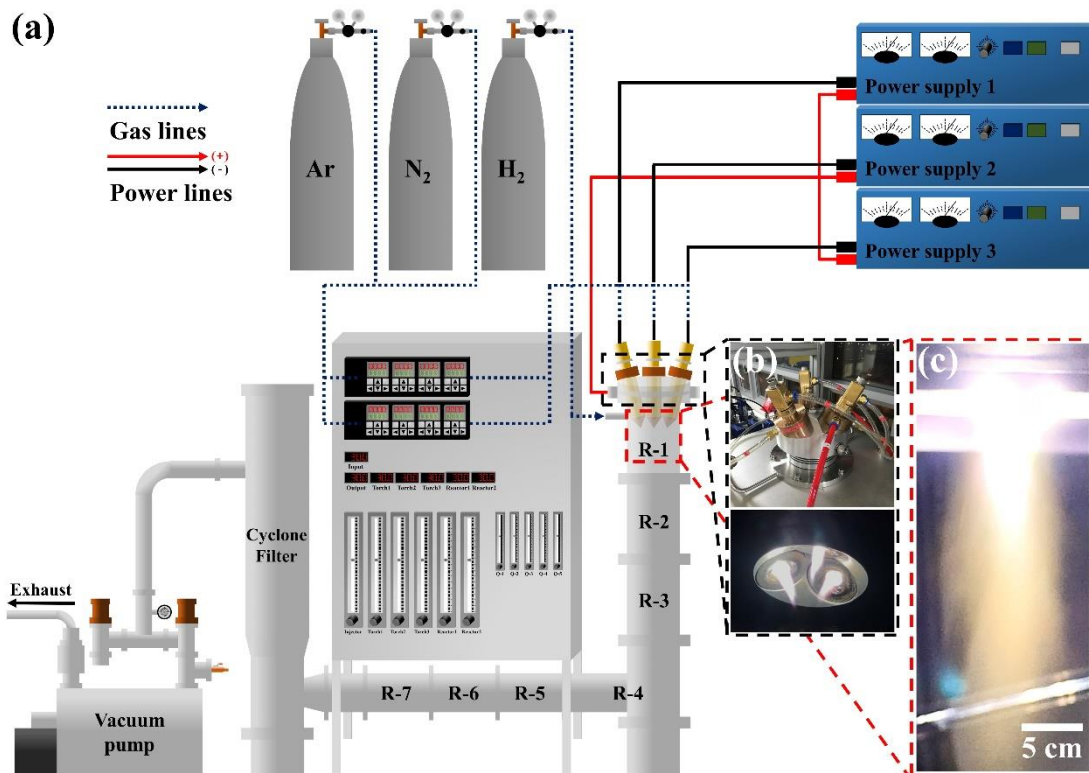 (a)
Gas lines
(+)
(-)
Power lines
Ar
N₂
H₂
Power supply 1
Power supply 2
Power supply 3
(b)
(c)
R-1
R-2
R-3
R-4
R-5
R-6
R-7
Input
Output Torch1 Torch2 Torch3 Reactor1 Reactor2
Cyclone
Filter
Exhaust
Vacuum
pump
5 cm